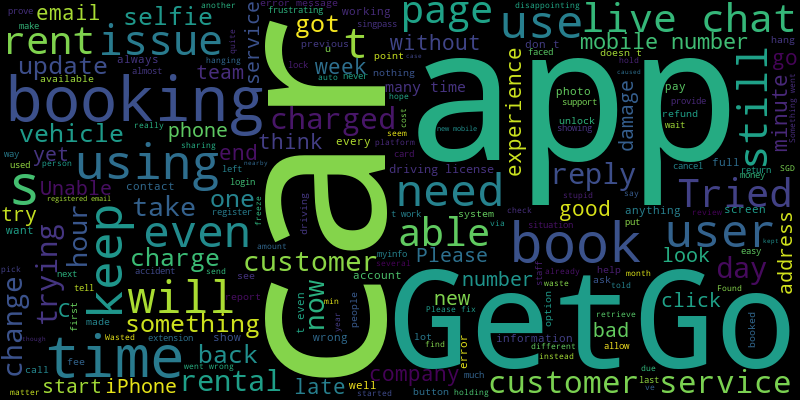 email
selfie
got
t
page
use
live chat
rent
issue
mobile number
update
team
service
week
without
booking
car
app
vehicle
phone
charged
many time
experience
photo
support
unlock
damage
still
minute
go
think
using
end
every
reply
yet
s
Unable
take
one
need
driving license
Tried
try
even
able
good
book
user
address
hour
keep
charge
customer
Please
look
day
trying
will
now
account
number
click
change
C
something
new
bad
time
back
company
GetGo
start
iPhone
rental
late
well
customer service
error message
working
singpass
previous
point
frustrating
always
available
almost
really
sharing
contact
login
register
registered email
accident
extension
went wrong
button
holding
system
information
different
instead
option
error
Please fix
retrieve
allow
refund
wait
provide
pay
cancel
full
screen
anything
situation
disappointing
another
doesn t
don t
faced
hang
hold
caused
showing
nothing
never
auto
lock
hope
seem
platform
card
cost
new mobile
prove
make
quite
hanging
way
used
person
left
nearby
want
driving
freeze
amount
myinfo
several
check
stupid
via
say
put
review
money
easy
return
SGD
Something went
kept
Found
month
told
ask
help
already
staff
waste
booked
due
last
ve
find
lot
much
started
year
min
people
wrong
show
report
see
send
fee
call
made
Wasted
tell
next
first
pick
though
matter
t even
t work
case